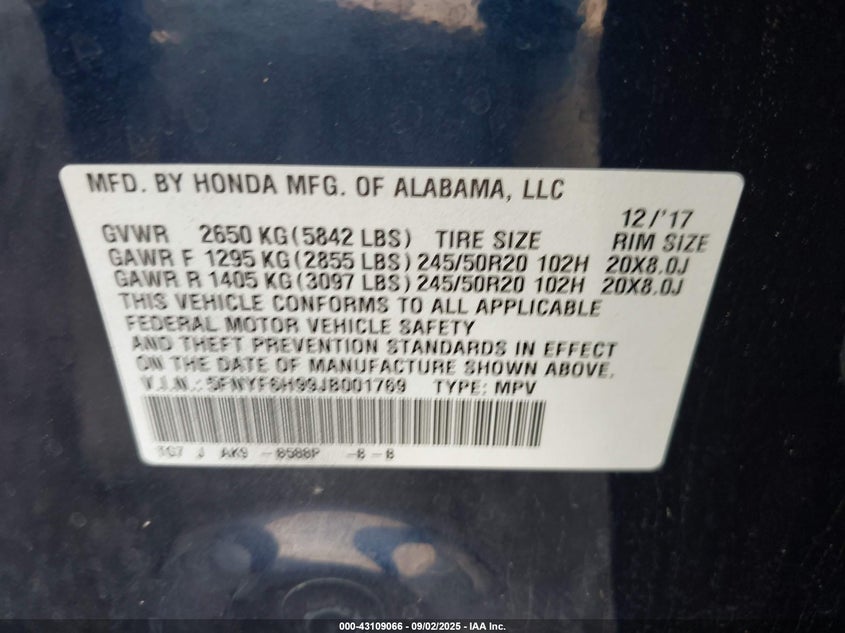 MFD. BY HONDA MFG. OF ALABAMA, LLC
12/'17
GVWR 2650 KG(5842 LBS) TIRE SIZE RIM SIZE
GAWR F 1295 KG(2855 LBS)245/50R20 102H 20X8.0J
GAWR R 1405 KG(3097 LBS)245/50R20 102H 20X8.0J
THIS VEHICLE CONFORMS TO ALL APPLICABLE
FEDERAL MOTOR VEHICLE SAFETY
AND THEFT PREVENTION STANDARDS IN EFFECT
ON THE DATE OF MANUFACTURE SHOWN ABOVE.
V.I.N.: 5FNYF6H99JB001769 TYPE: MPV
TG7 J AK9 -B588P -B-B
000-43109066 - 09/02/2025 - IAA Inc.